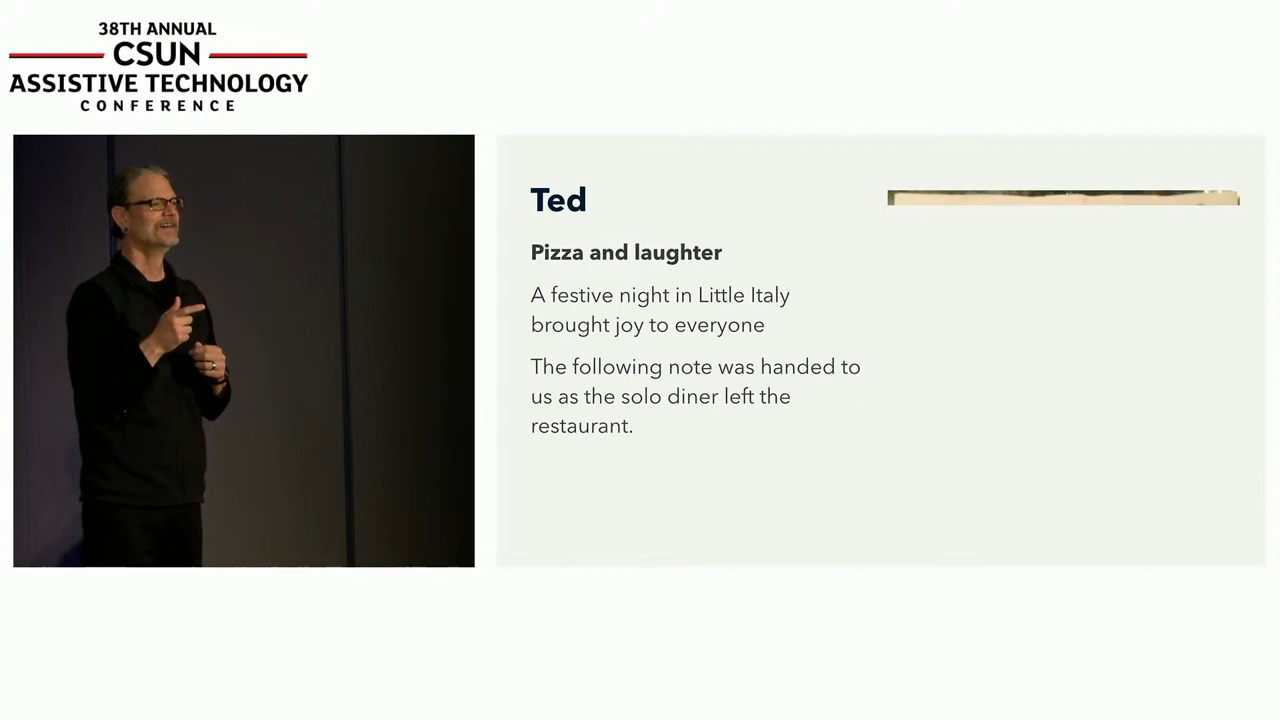 38TH ANNUAL
CSUN
ASSISTIVE TECHNOLOGY
CONFERENCE
Ted
Pizza and laughter
A festive night in Little Italy
brought joy to everyone
The following note was handed to
us as the solo diner left the
restaurant.